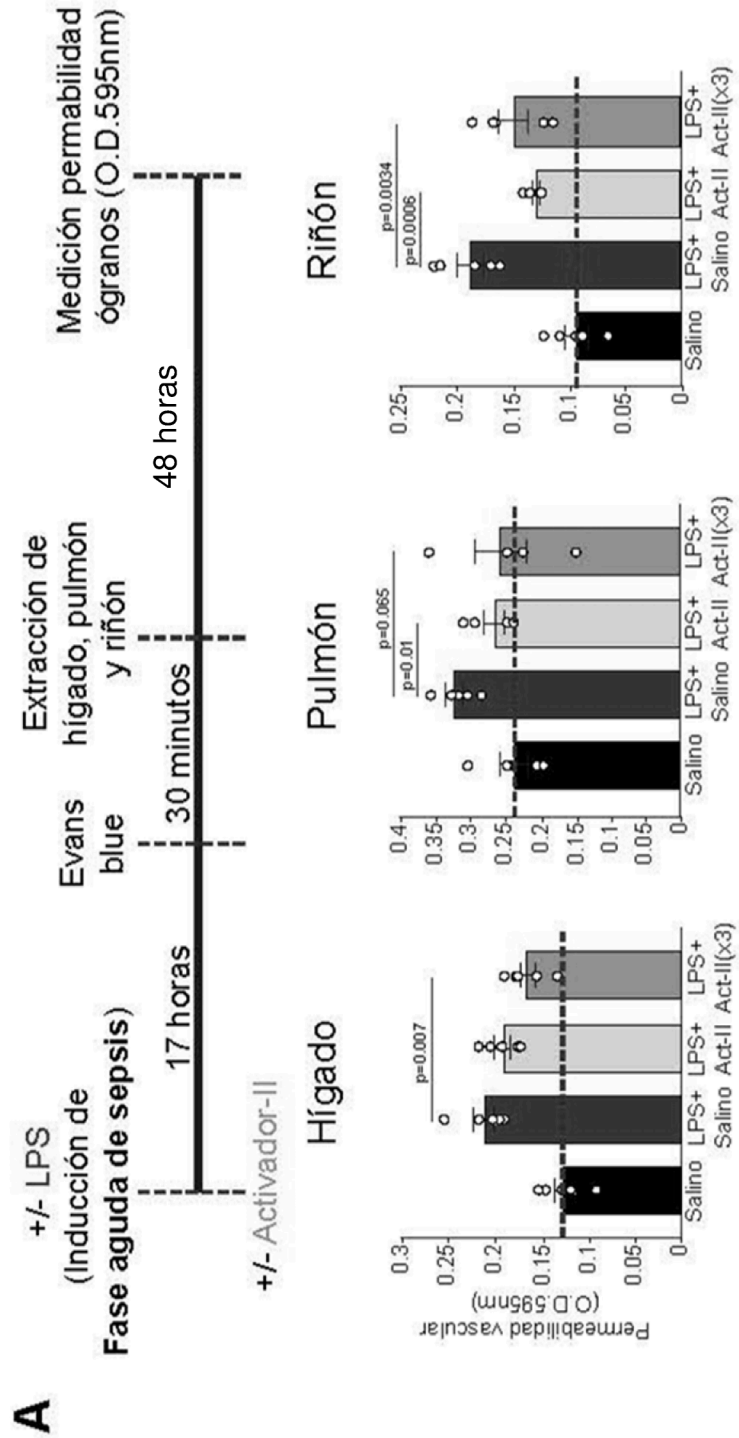 A
+/- LPS
(Inducción de
Fase aguda de sepsis)
17 horas
+/- Activador-II
Evans
blue
30 minutos
Extracción de
hígado, pulmón
y riñón
48 horas
Medición permabilidad
ógranos (O.D.595nm)
Hígado
Permeabilidad vascular
(O.D.595nm)
0.3
0.25
0.2
0.15
0.1
0.05
0
p=0.007
Salino
LPS+
Salino
LPS+
Act-II
LPS+
Act-II(x3)
Pulmón
0.4
0.35
0.3
0.25
0.2
0.15
0.1
0.05
0
p=0.065
p=0.01
Salino
LPS+
Salino
LPS+
Act-II
LPS+
Act-II(x3)
Riñón
0.25
0.2
0.15
0.1
0.05
0
p=0.0034
p=0.0006
Salino
LPS+
Salino
LPS+
Act-II
LPS+
Act-II(x3)